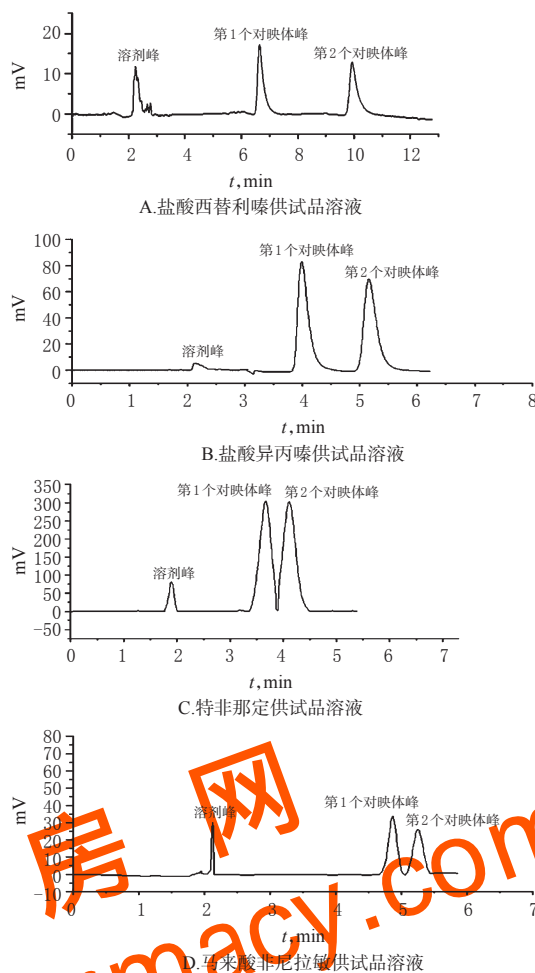 20
10
0
mV
溶剂峰
第1个对映体峰
第2个对映体峰
0 2 4 6 8 10 12
t,min
A.盐酸西替利嗪供试品溶液
100
80
60
40
20
0
mV
溶剂峰
第1个对映体峰
第2个对映体峰
0 1 2 3 4 5 6 7 8
t,min
B.盐酸异丙嗪供试品溶液
350
300
250
200
150
100
50
0
−50
mV
溶剂峰
第1个对映体峰
第2个对映体峰
0 1 2 3 4 5 6 7
t,min
C.特非那定供试品溶液
80
70
60
50
40
30
20
10
0
−10
mV
溶剂峰
第1个对映体峰
第2个对映体峰
0 1 2 3 4 5 6 7
t,min
D.马来酸非尼拉敏供试品溶液
房网
macy.com